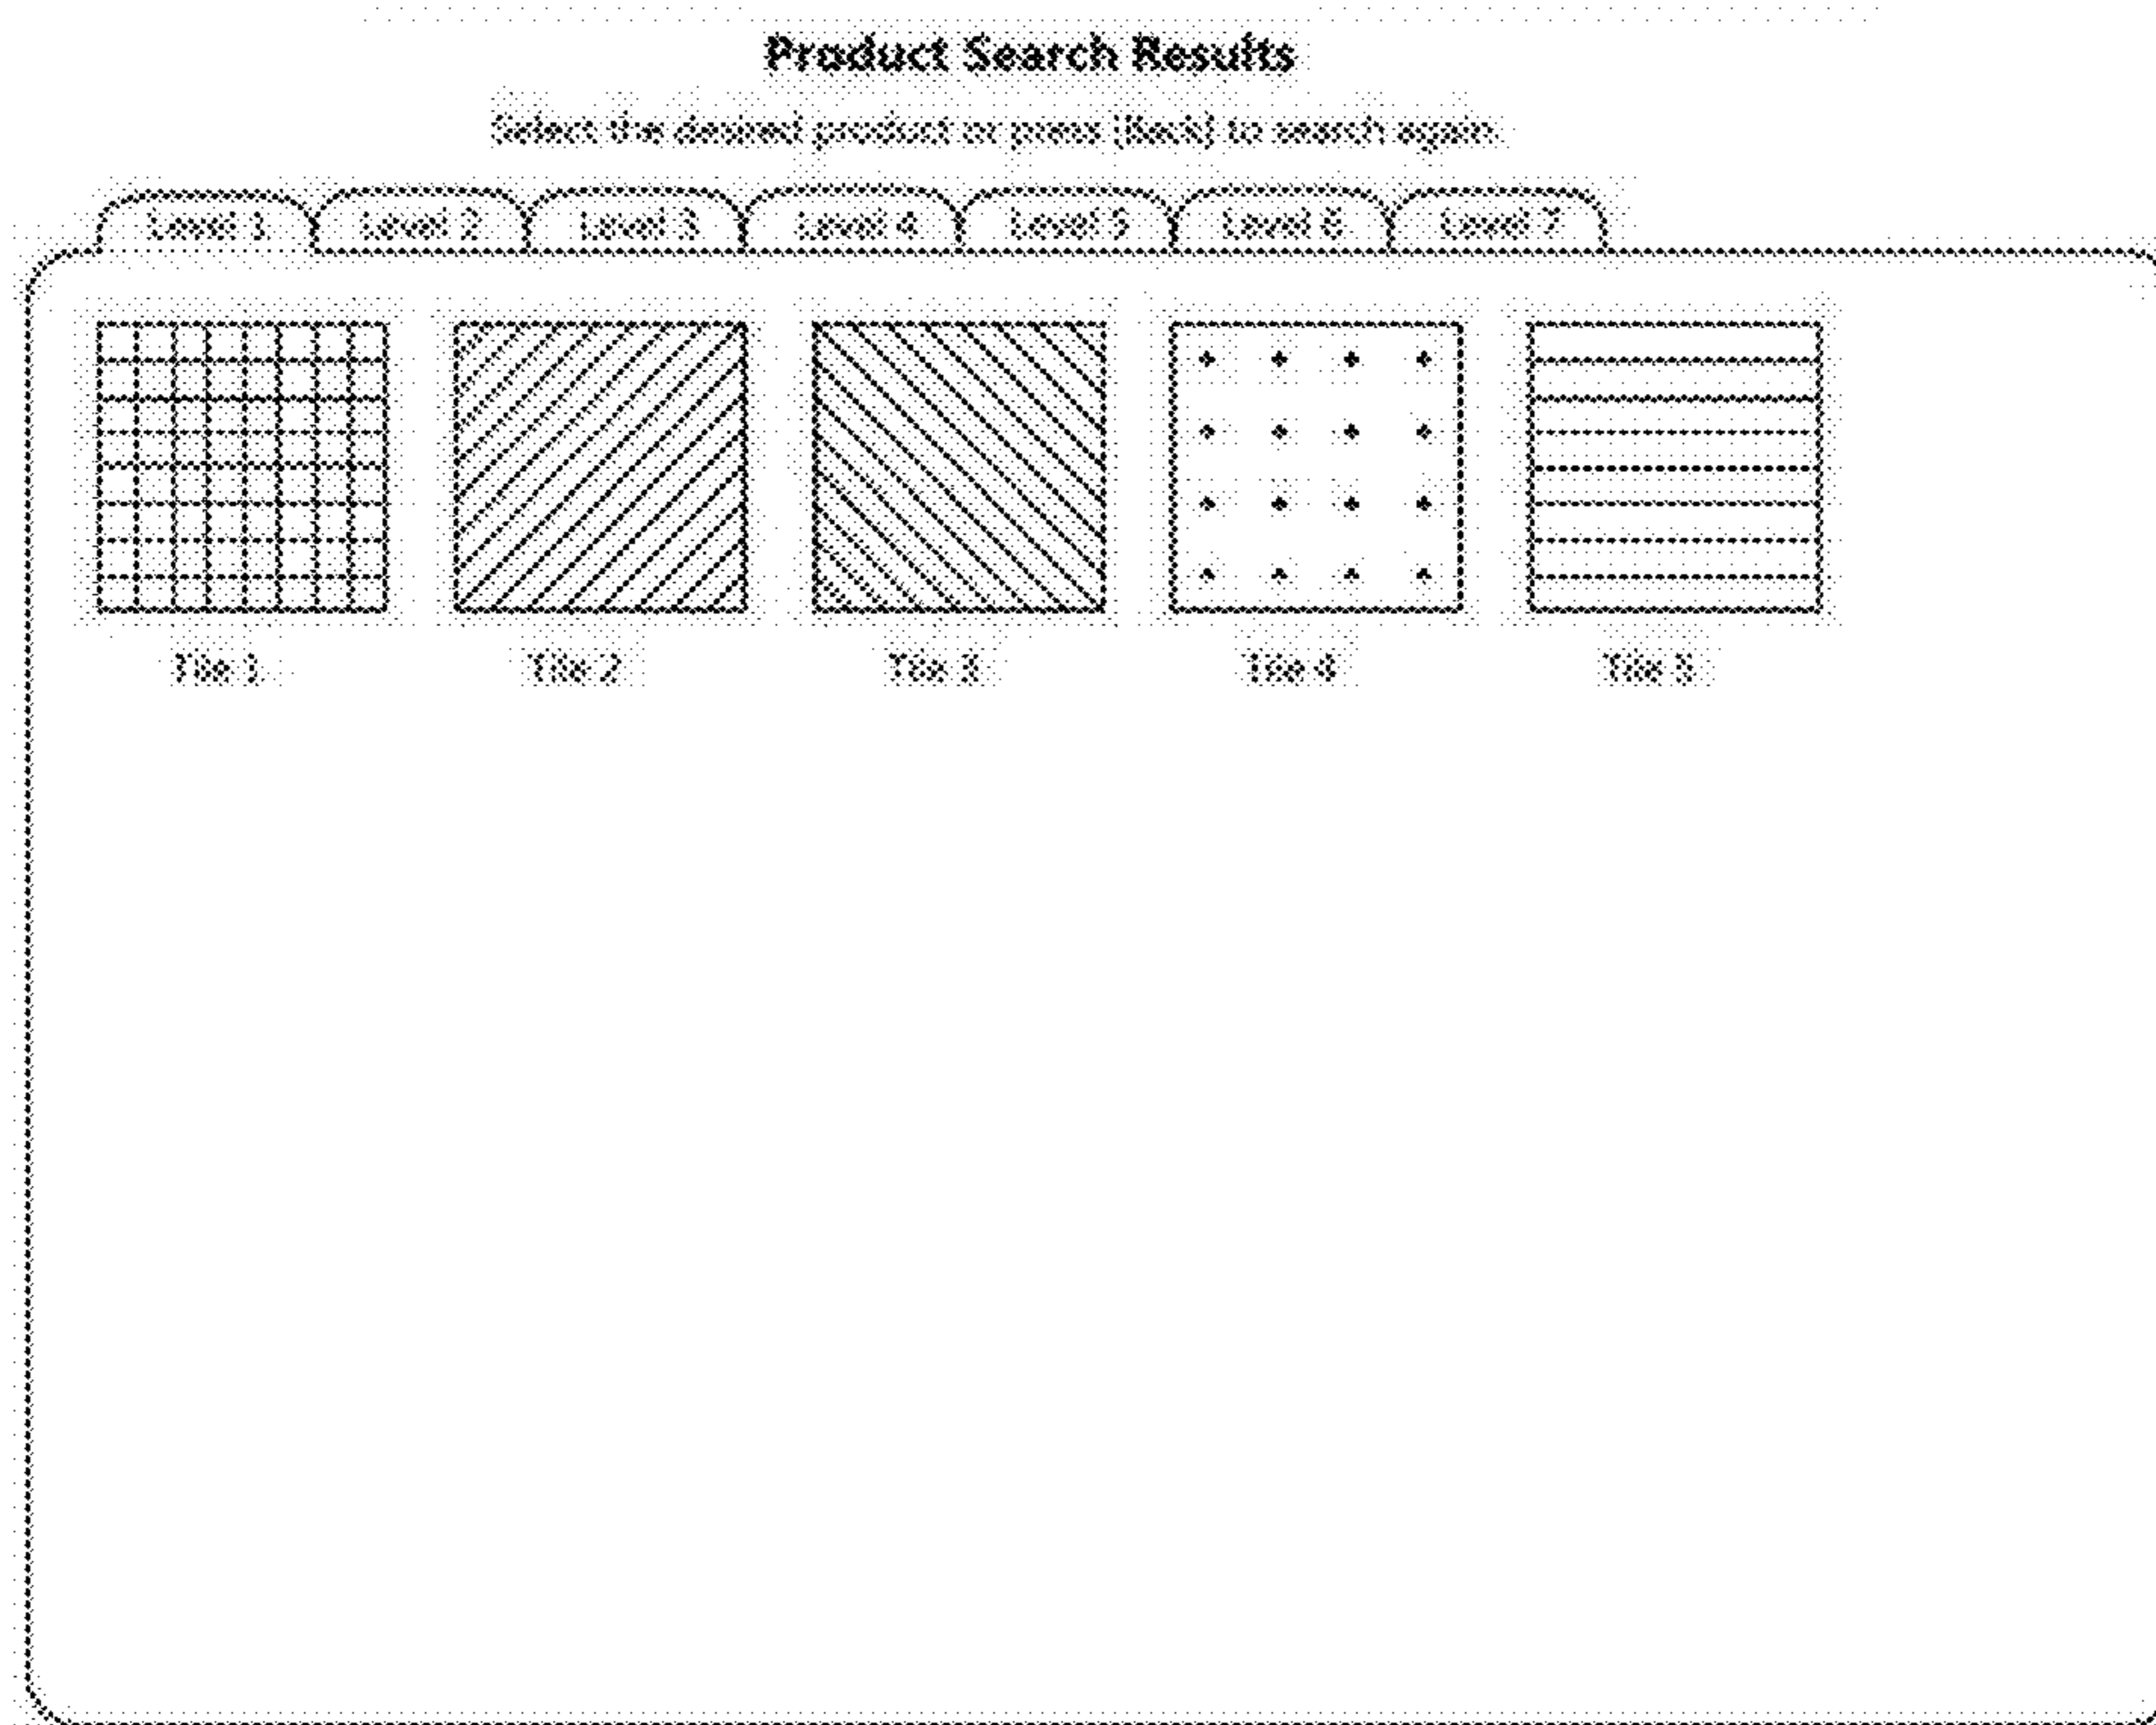 Product Search Results
Select the desired product or press [Back] to search again
Level 1 Level 2 Level 3 Level 4 Level 5 Level 6 Level 7
Tile 1 Tile 2 Tile 3 Tile 4 Tile 5